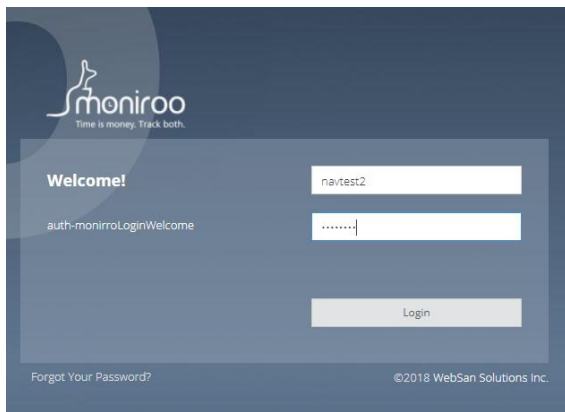 moniroo
Time is money. Track both.
Welcome!
navtest2
auth-monirroLoginWelcome
........
Login
Forgot Your Password?
©2018 WebSan Solutions Inc.